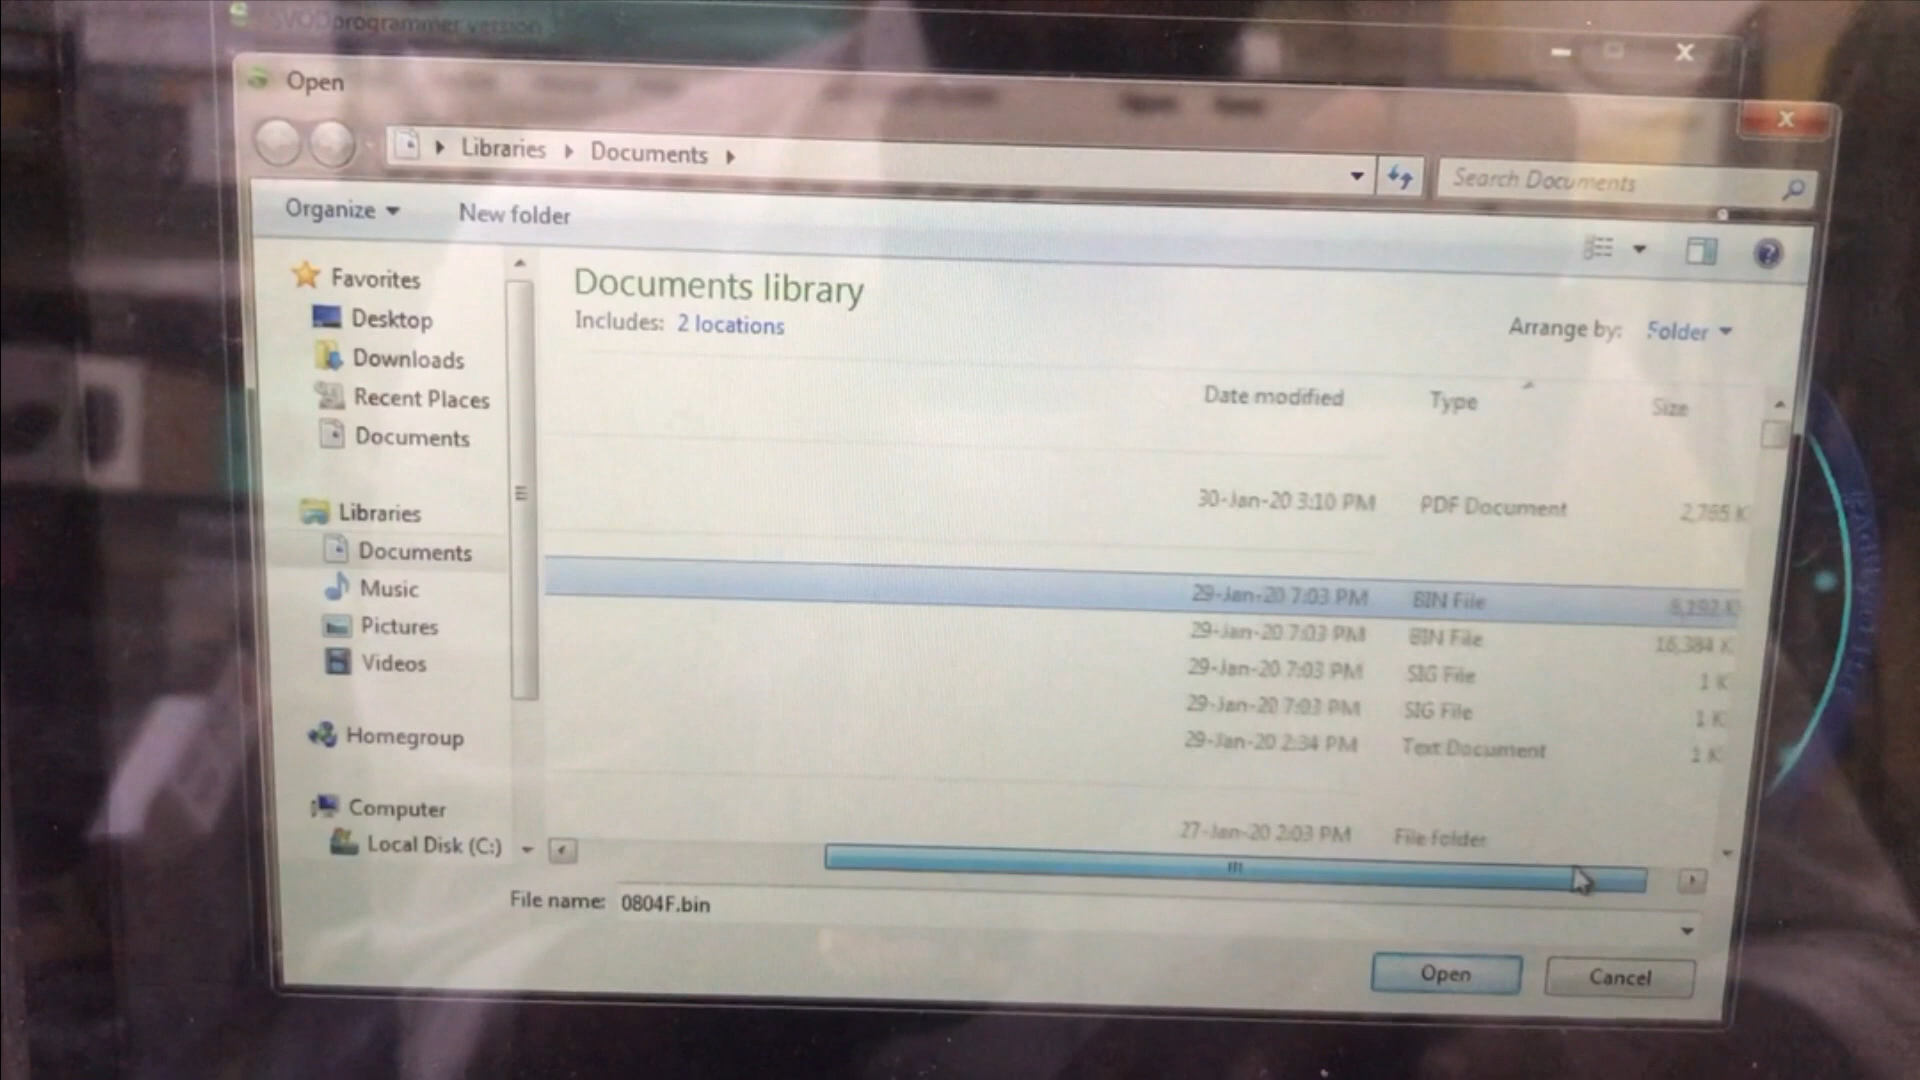 SVOD programmer version
Open
Libraries Documents
Search Documents
Organize New folder
Favorites
Desktop
Downloads
Recent Places
Documents
Libraries
Documents
Music
Pictures
Videos
Homegroup
Computer
Local Disk (C:)
Documents library
Includes: 2 locations
Arrange by: Folder
Date modified Type Size
30-Jan-20 3:10 PM PDF Document 2,765 K
29-Jan-20 7:03 PM BIN File 8,192 K
29-Jan-20 7:03 PM BIN File 16,384 K
29-Jan-20 7:03 PM SIG File 1 K
29-Jan-20 7:03 PM SIG File 1 K
29-Jan-20 2:34 PM Text Document 1 K
27-Jan-20 2:03 PM File folder
File name: 0804F.bin
Open Cancel